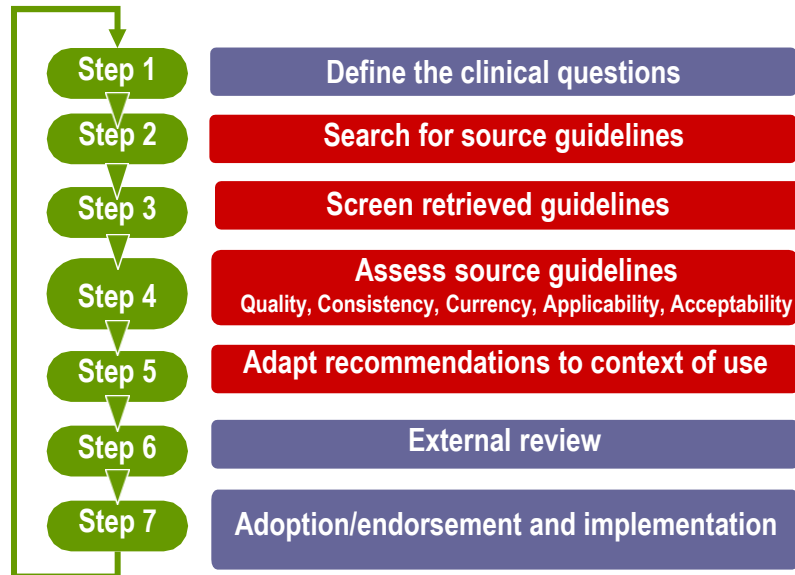 Step 1
Define the clinical questions
Step 2
Search for source guidelines
Step 3
Screen retrieved guidelines
Step 4
Assess source guidelines
Quality, Consistency, Currency, Applicability, Acceptability
Step 5
Adapt recommendations to context of use
Step 6
External review
Step 7
Adoption/endorsement and implementation